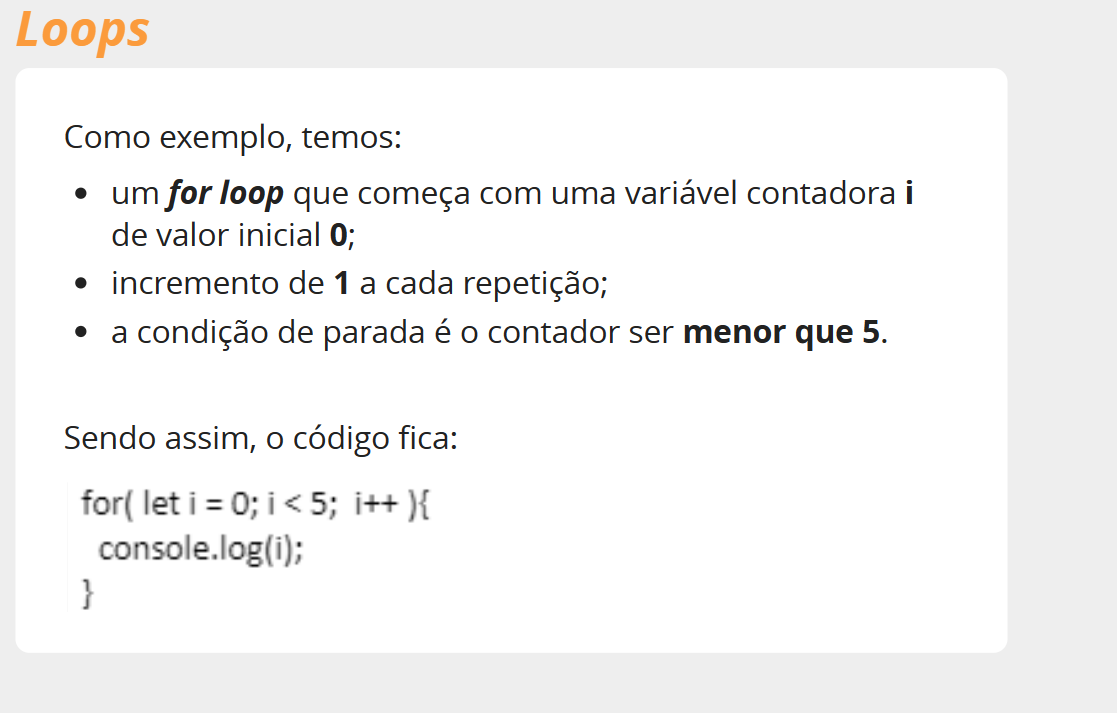 Loops
Como exemplo, temos:
• um for loop que começa com uma variável contadora i
de valor inicial 0;
• incremento de 1 a cada repetição;
• a condição de parada é o contador ser menor que 5.
Sendo assim, o código fica:
for( let i = 0; i < 5;  i++ ){
  console.log(i);
}